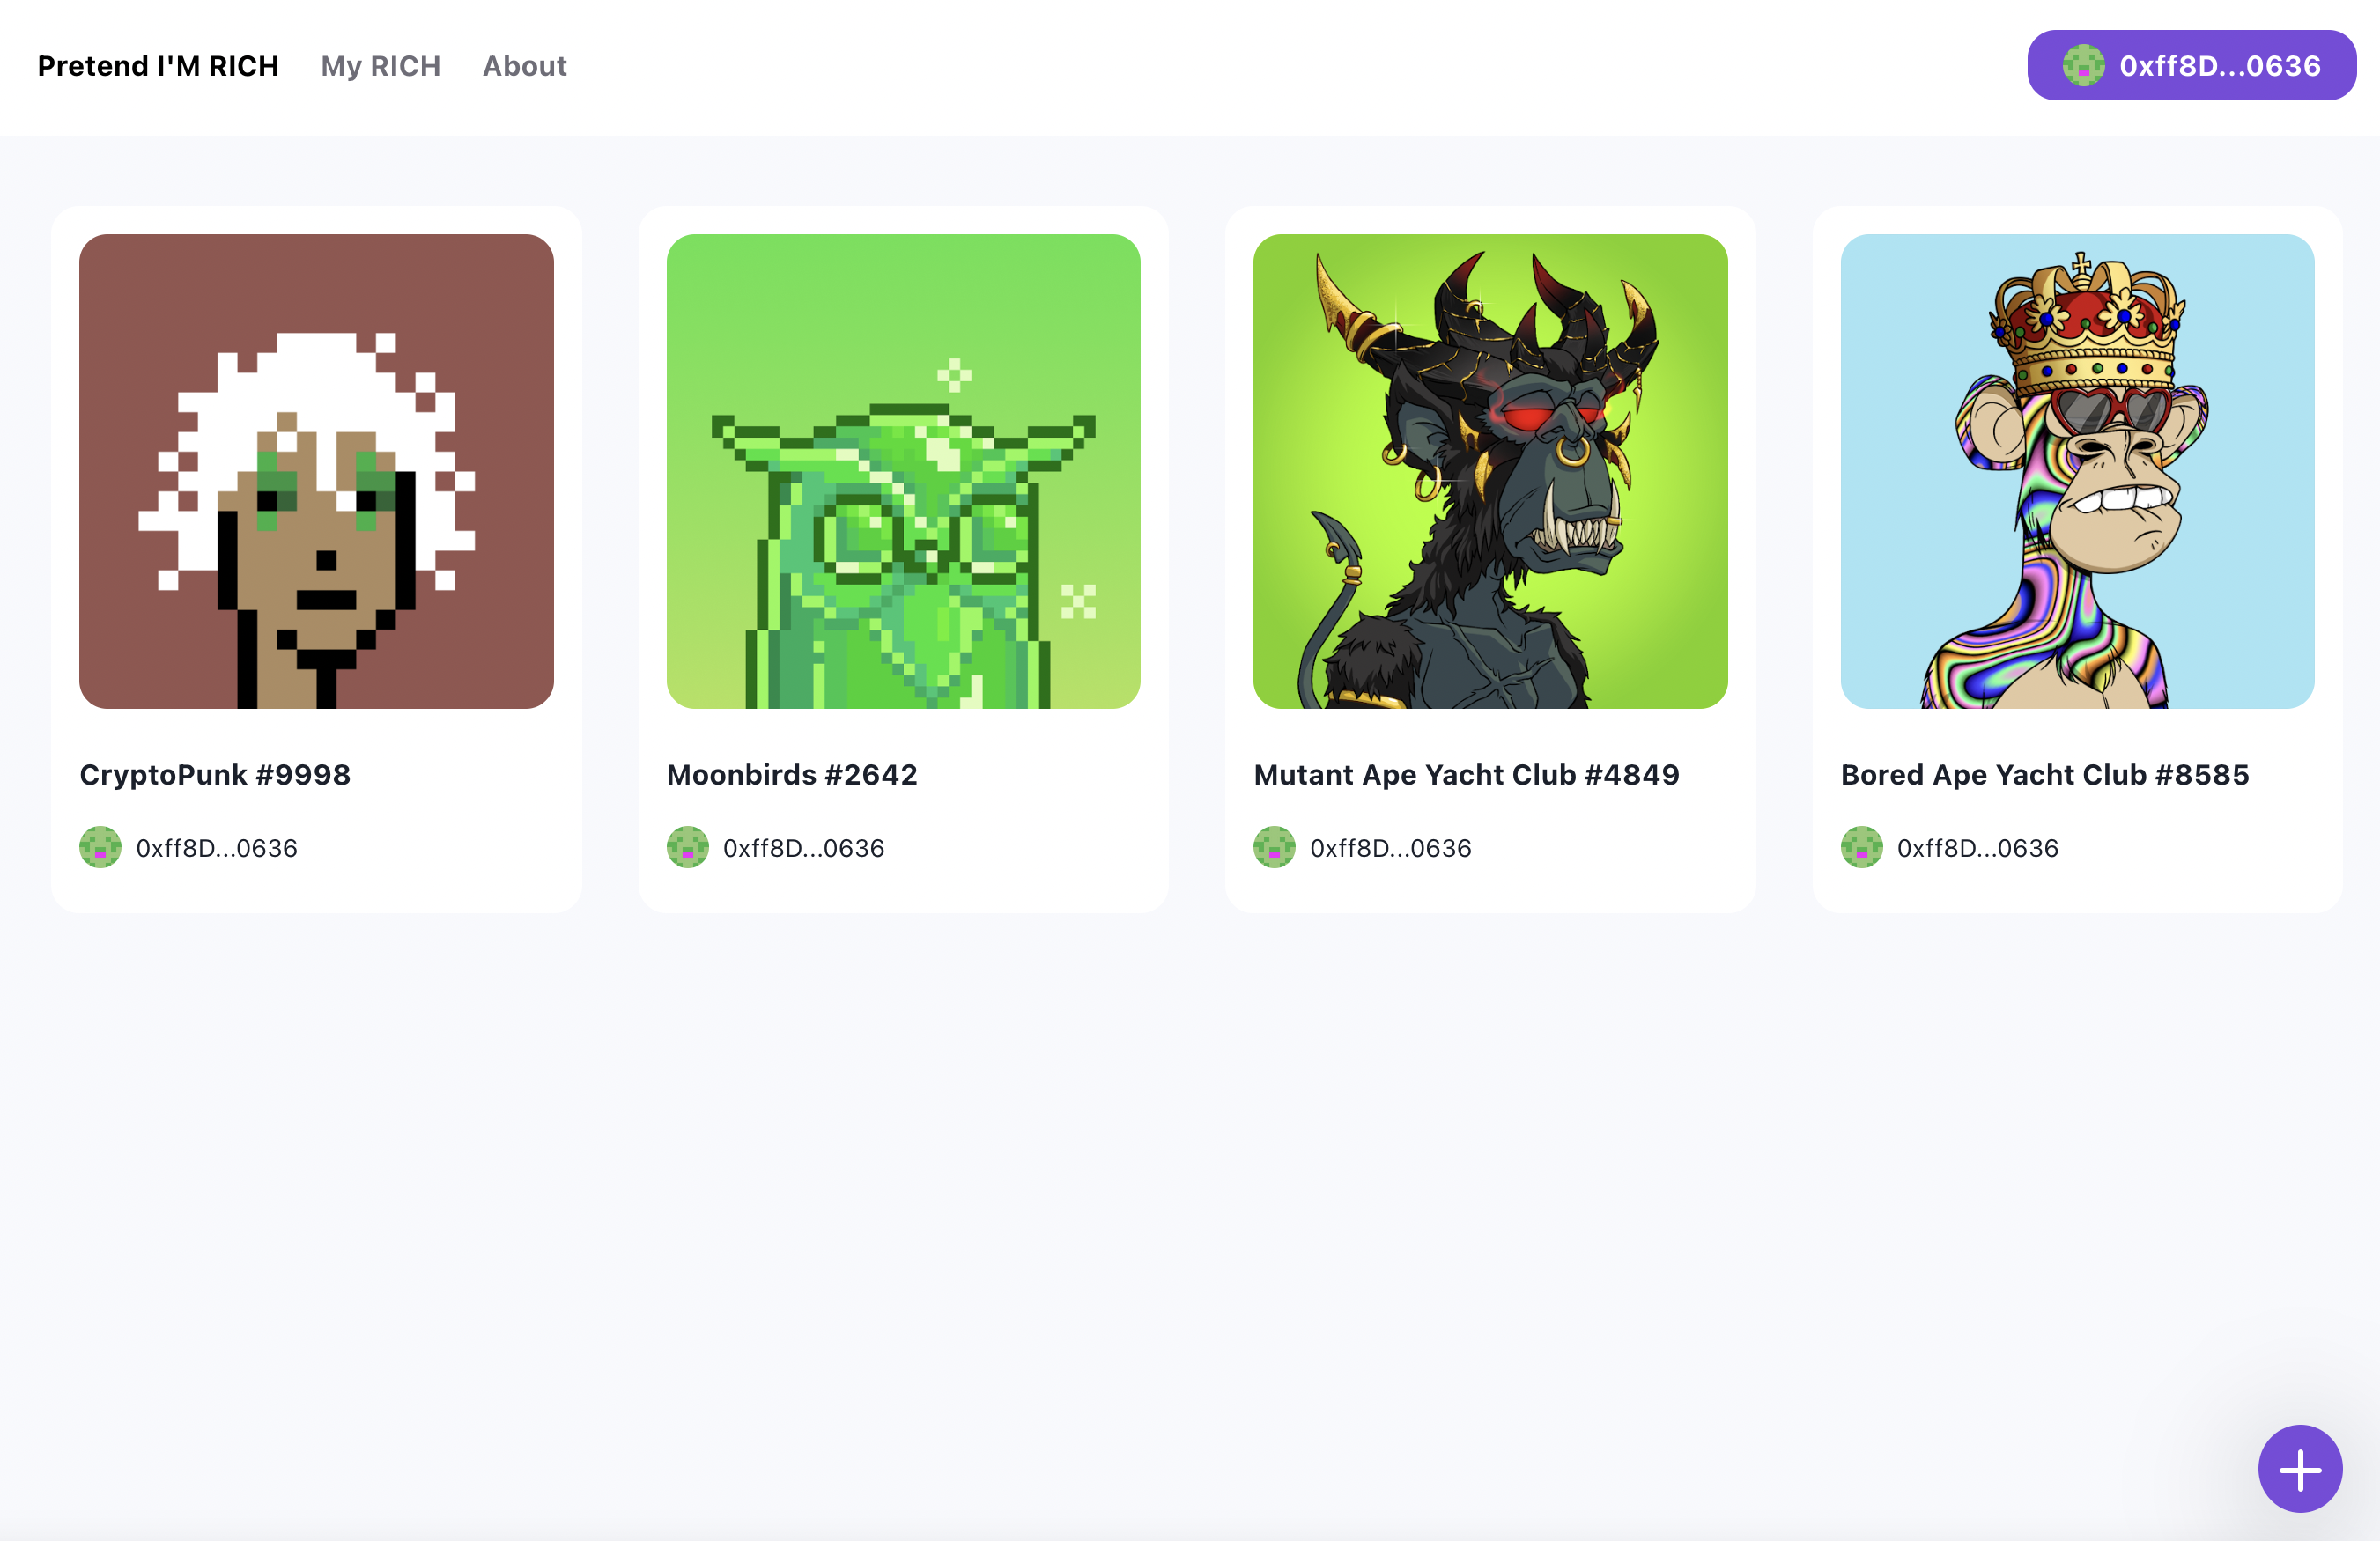 Pretend I'M RICH My RICH About 0xff8D...0636
CryptoPunk #9998 Moonbirds #2642 Mutant Ape Yacht Club #4849 Bored Ape Yacht Club #8585
0xff8D...0636 0xff8D...0636 0xff8D...0636 0xff8D...0636